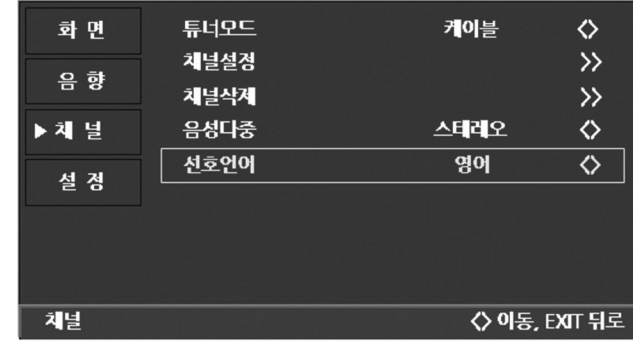 화 면
음 향
▶ 채 널
설 정
튜너모드 케이블 <>
채널설정 >>
채널삭제 >>
음성다중 스테레오 <>
선호언어 영어 <>
채널 <> 이동, EXIT 뒤로